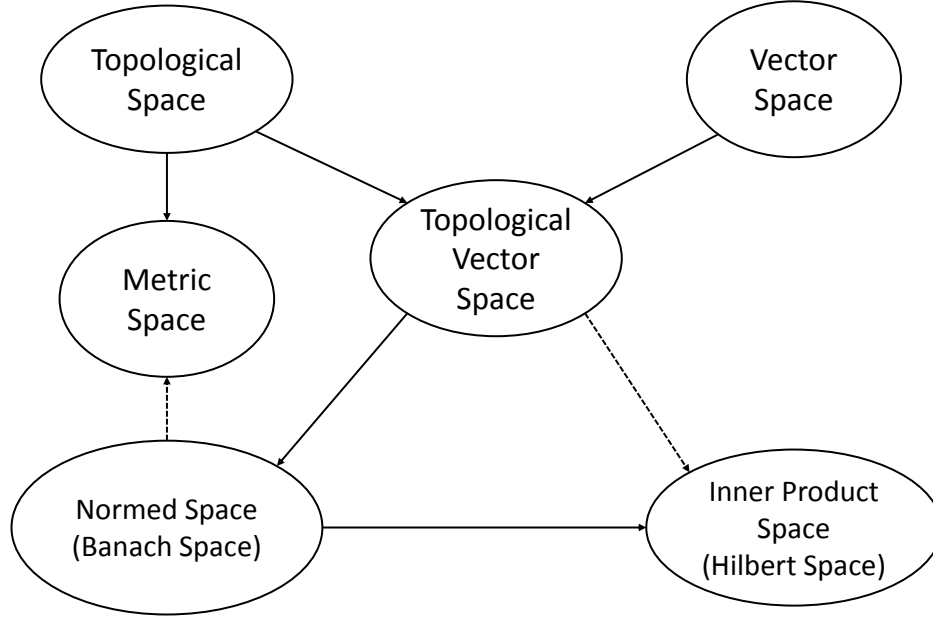 Topological
Space
Vector
Space
Topological
Vector
Space
Metric
Space
Normed Space
(Banach Space)
Inner Product
Space
(Hilbert Space)